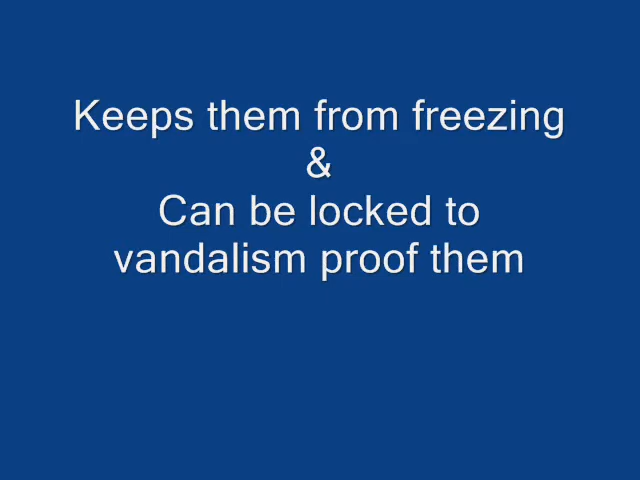 Keeps them from freezing
&
Can be locked to
vandalism proof them